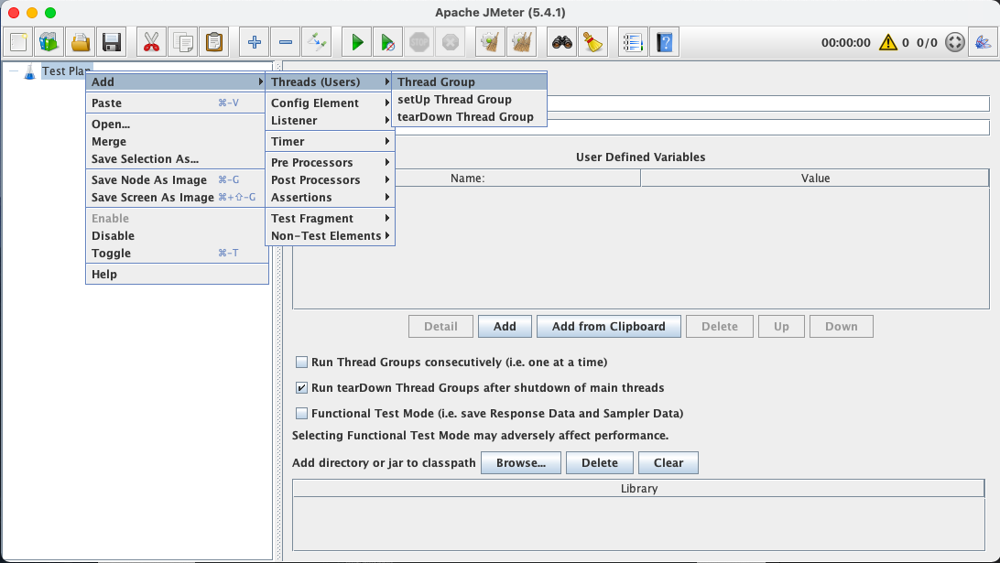 Apache JMeter (5.4.1)
STOP
00:00:00 0 0/0
?
Test Plan
Add
Paste ⌘-V
Open...
Merge
Save Selection As...
Save Node As Image ⌘-G
Save Screen As Image ⌘+⇧-G
Enable
Disable
Toggle ⌘-T
Help
Threads (Users)
Config Element
Listener
Timer
Pre Processors
Post Processors
Assertions
Test Fragment
Non-Test Elements
Thread Group
setUp Thread Group
tearDown Thread Group
User Defined Variables
Name: Value
Detail Add Add from Clipboard Delete Up Down
Run Thread Groups consecutively (i.e. one at a time)
Run tearDown Thread Groups after shutdown of main threads
Functional Test Mode (i.e. save Response Data and Sampler Data)
Selecting Functional Test Mode may adversely affect performance.
Add directory or jar to classpath Browse... Delete Clear
Library